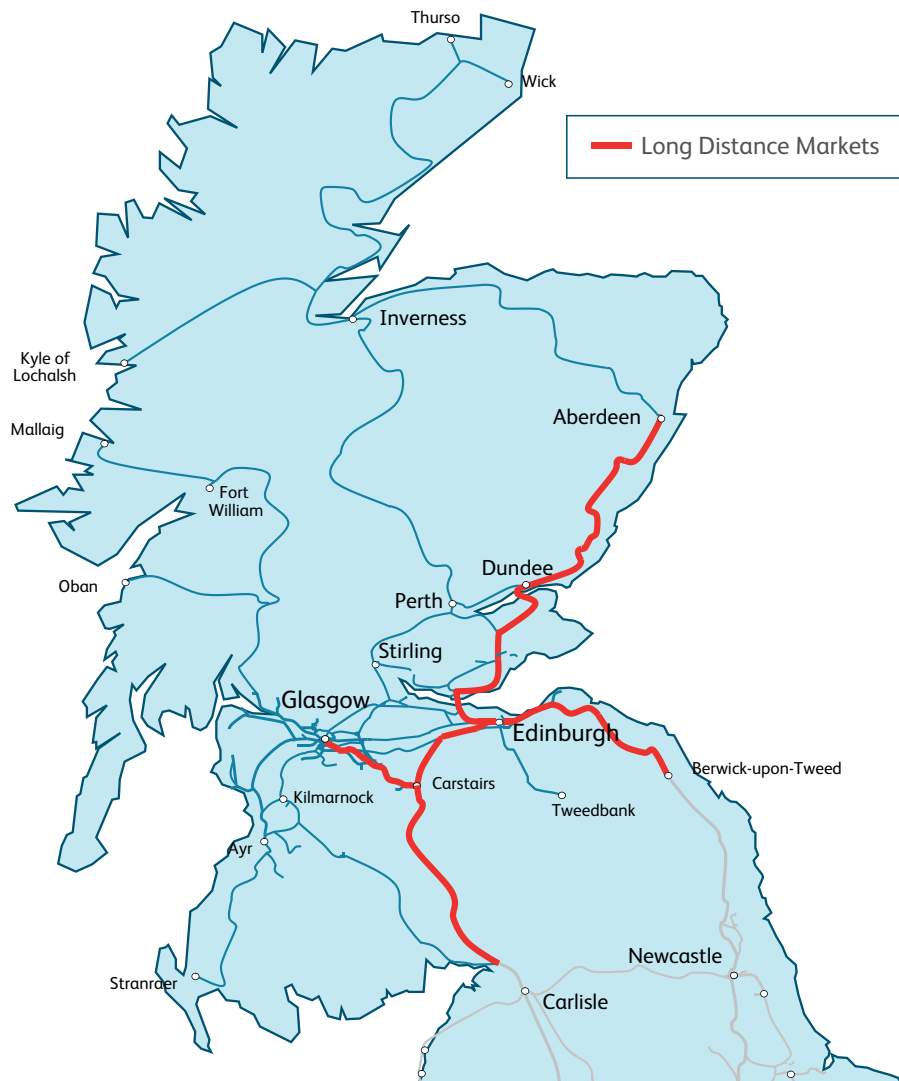 Thurso
Wick
Long Distance Markets
Inverness
Kyle of
Lochalsh
Aberdeen
Mallaig
Fort
William
Dundee
Oban
Perth
Stirling
Glasgow
Edinburgh
Berwick-upon-Tweed
Carstairs
Kilmarnock
Tweedbank
Ayr
Newcastle
Stranraer
Carlisle